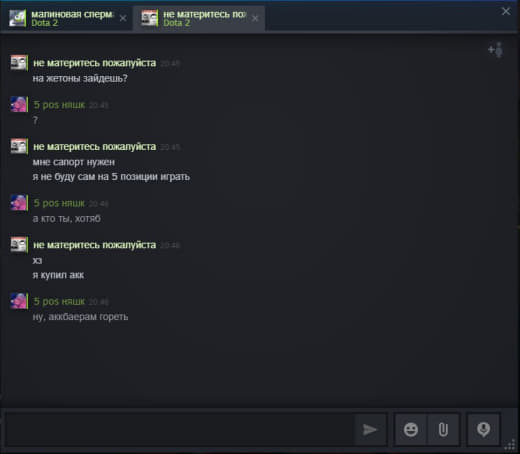 малиновая сперма
Dota 2
не материтесь пож
Dota 2
не материтесь пожалуйста 20:45
на жетоны зайдешь?
5 pos няшк 20:45
?
не материтесь пожалуйста 20:45
мне сапорт нужен
я не буду сам на 5 позиции играть
5 pos няшк 20:46
а кто ты, хотяб
не материтесь пожалуйста 20:46
хз
я купил акк
5 pos няшк 20:46
ну, аккбаерам гореть